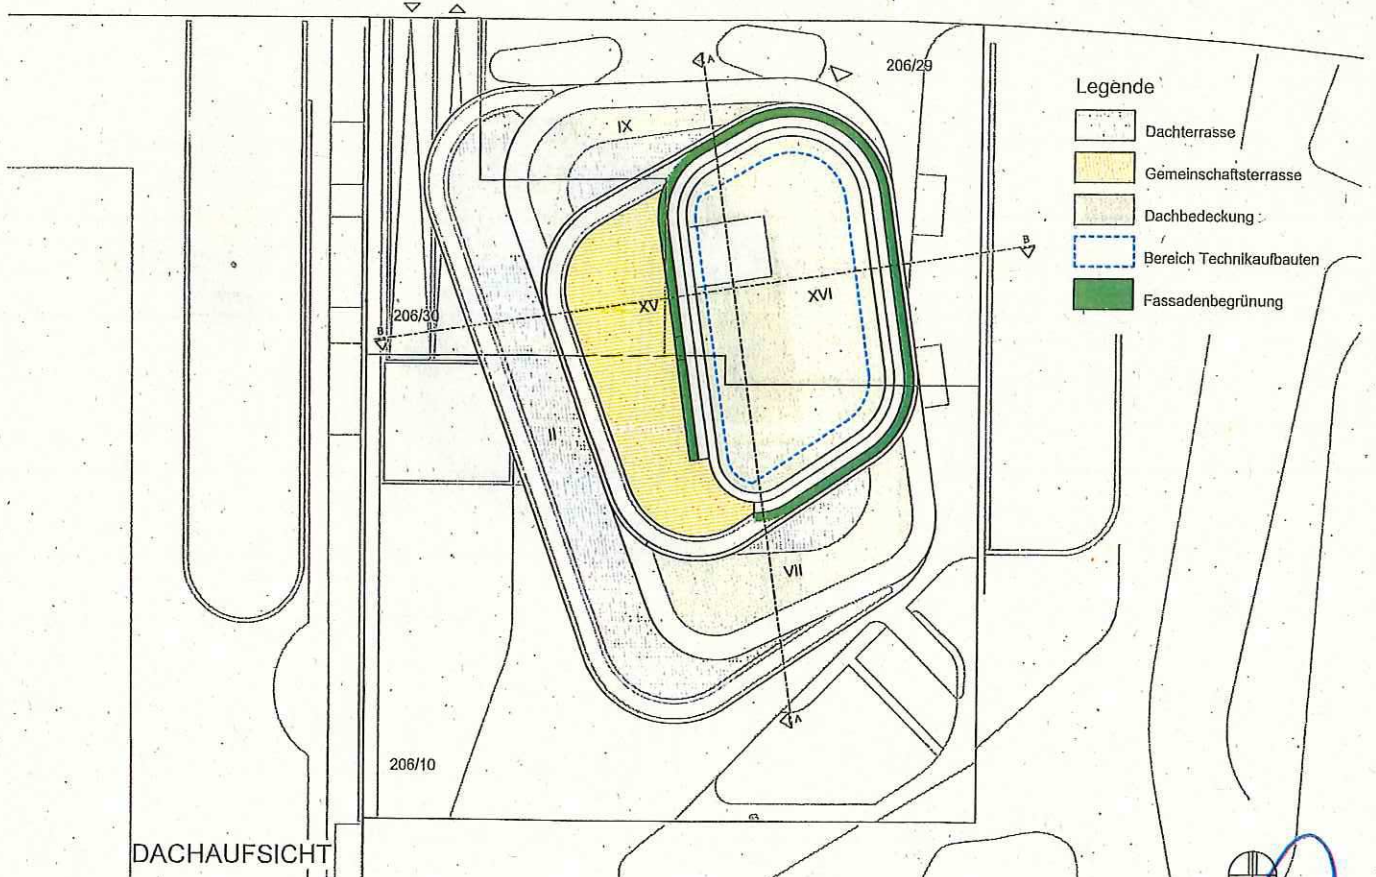 206/29
Legende
Dachterrasse
Gemeinschaftsterrasse
Dachbedeckung
Bereich Technikaufbauten
Fassadenbegrünung
A
IX
B
XV
XVI
206/30
B
II
VII
A
206/10
DACHAUFSICHT